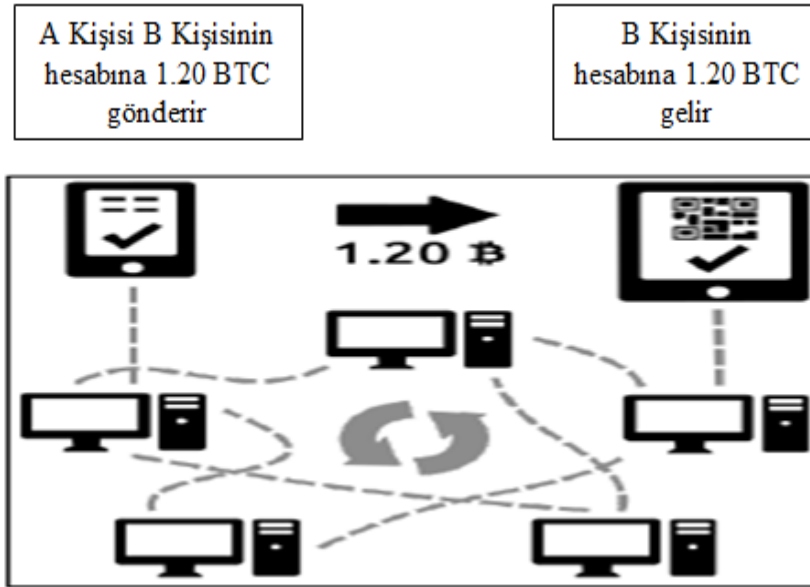 A Kişisi B Kişisinin
hesabına 1.20 BTC
gönderir
B Kişisinin
hesabına 1.20 BTC
gelir
1.20 ₿